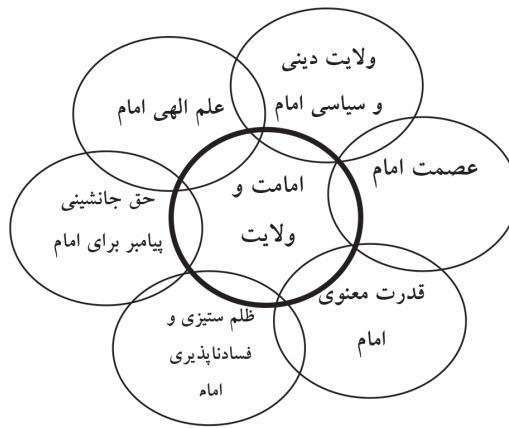 ولایت دینی
و سیاسی امام
علم الهی امام
عصمت امام
امامت و
ولایت
حق جانشینی
پیامبر برای امام
قدرت معنوی
امام
ظلم ستیزی و
فسادناپذیری
امام